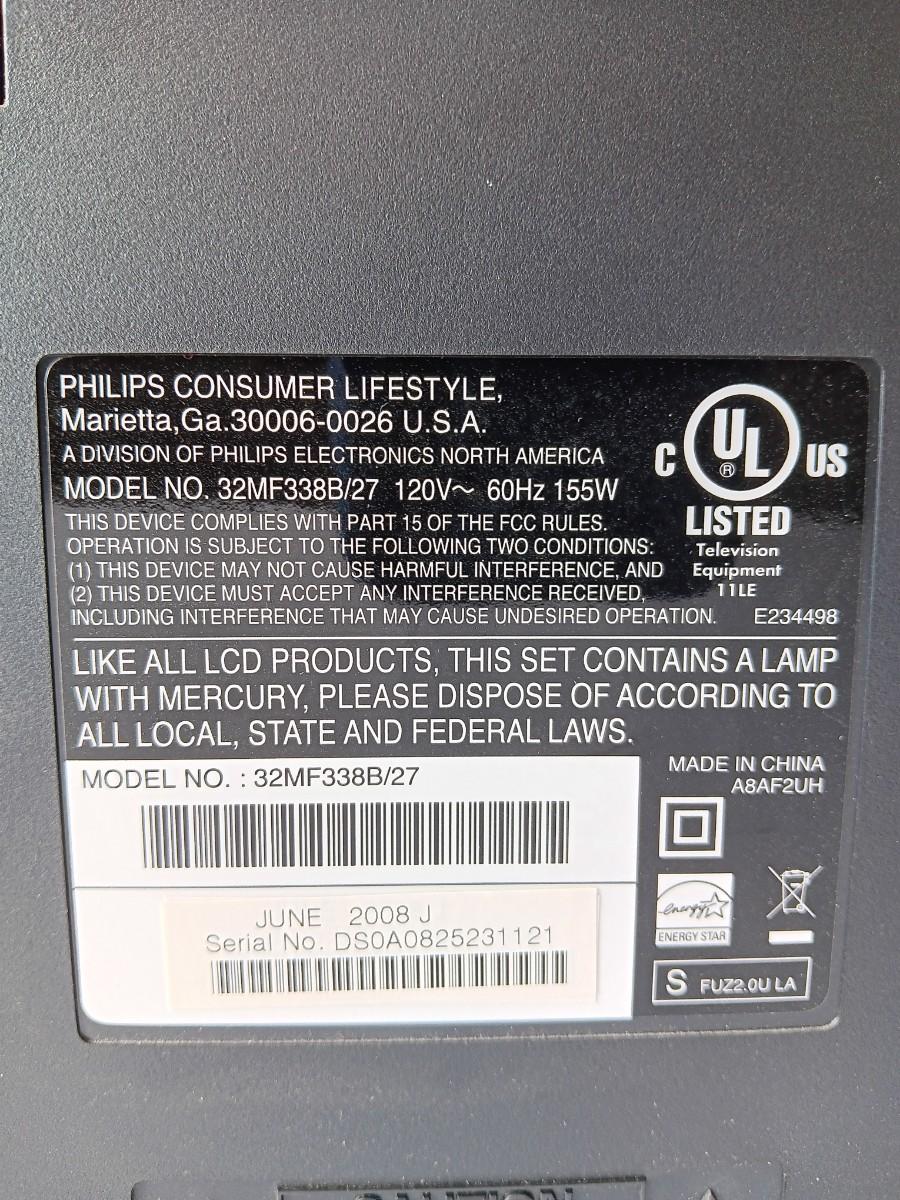 PHILIPS CONSUMER LIFESTYLE,
Marietta,Ga.30006-0026 U.S.A.
A DIVISION OF PHILIPS ELECTRONICS NORTH AMERICA
MODEL NO. 32MF338B/27 120V~ 60Hz 155W
THIS DEVICE COMPLIES WITH PART 15 OF THE FCC RULES.
OPERATION IS SUBJECT TO THE FOLLOWING TWO CONDITIONS:
(1) THIS DEVICE MAY NOT CAUSE HARMFUL INTERFERENCE, AND
(2) THIS DEVICE MUST ACCEPT ANY INTERFERENCE RECEIVED,
INCLUDING INTERFERENCE THAT MAY CAUSE UNDESIRED OPERATION.
C UL ® US
LISTED
Television
Equipment
11LE
E234498
LIKE ALL LCD PRODUCTS, THIS SET CONTAINS A LAMP
WITH MERCURY, PLEASE DISPOSE OF ACCORDING TO
ALL LOCAL, STATE AND FEDERAL LAWS.
MODEL NO. : 32MF338B/27
JUNE 2008 J
Serial No. DS0A0825231121
MADE IN CHINA
A8AF2UH
energy
ENERGY STAR
S FUZ2.0U LA
CAUTION